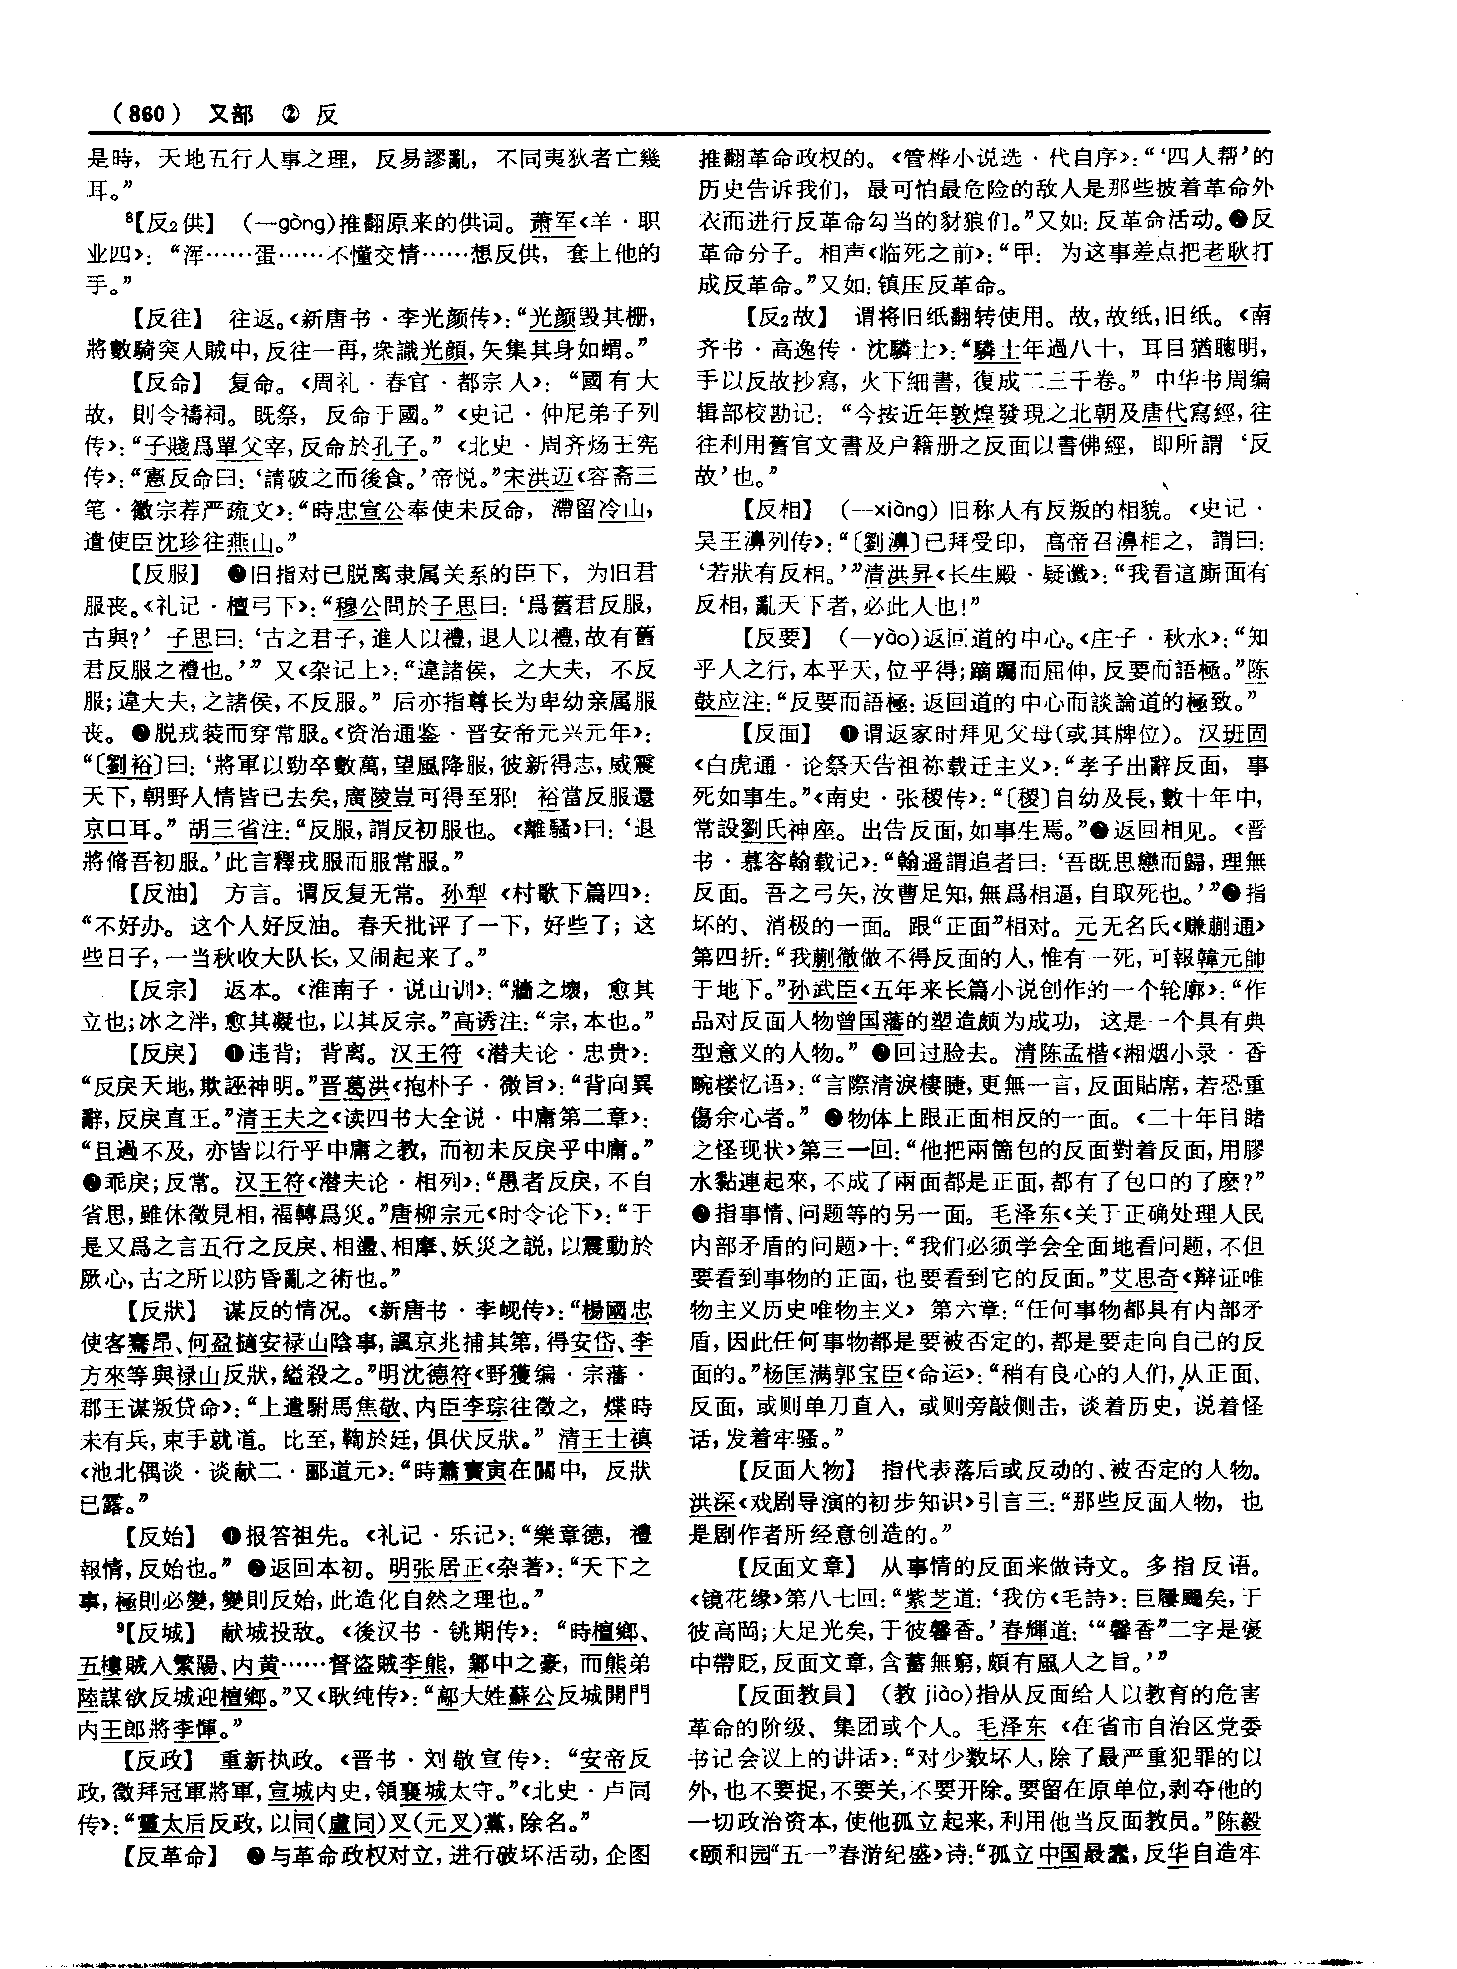 （860） 又部 ② 反
是時，天地五行人事之理，反易謬亂，不同夷狄者亡幾
耳。”
⁸【反₂供】 （—gòng）推翻原来的供词。萧军《羊·职
业四》：“浑……蛋……不懂交情……想反供，套上他的
手。”
【反往】 往返。《新唐书·李光颜传》：“光颜毀其栅，
將數騎突入賊中，反往一再，衆識光顏，矢集其身如蝟。”
【反命】 复命。《周礼·春官·都宗人》：“國有大
故，則令禱祠。既祭，反命于國。”《史记·仲尼弟子列
传》：“子賤爲單父宰，反命於孔子。”《北史·周齐炀王宪
传》：“憲反命曰：‘請破之而後食。’帝悦。”宋洪迈《容斋三
笔·徽宗荐严疏文》：“時忠宣公奉使未反命，滯留冷山，
遣使臣沈珍往燕山。”
【反服】 ❶旧指对已脱离隶属关系的臣下，为旧君
服丧。《礼记·檀弓下》：“穆公問於子思曰：‘爲舊君反服，
古與？’子思曰：‘古之君子，進人以禮，退人以禮，故有舊
君反服之禮也。’”又《杂记上》：“違諸侯，之大夫，不反
服；違大夫，之諸侯，不反服。”后亦指尊长为卑幼亲属服
丧。❷脱戎装而穿常服。《资治通鉴·晋安帝元兴元年》：
“〔劉裕〕曰：‘將軍以勁卒數萬，望風降服，彼新得志，威震
天下，朝野人情皆已去矣，廣陵豈可得至邪！裕當反服還
京口耳。”胡三省注：“反服，謂反初服也。《離騷》曰：‘退
將脩吾初服。’此言釋戎服而服常服。”
【反油】 方言。谓反复无常。孙犁《村歌下篇四》：
“不好办。这个人好反油。春天批评了一下，好些了；这
些日子，一当秋收大队长，又闹起来了。”
【反宗】 返本。《淮南子·说山训》：“牆之壞，愈其
立也；冰之泮，愈其凝也，以其反宗。”高诱注：“宗，本也。”
【反戾】 ❶违背；背离。汉王符《潜夫论·忠贵》：
“反戾天地，欺誣神明。”晋葛洪《抱朴子·微旨》：“背向異
辭，反戾直王。”清王夫之《读四书大全说·中庸第二章》：
“且過不及，亦皆以行乎中庸之教，而初未反戾乎中庸。”
❷乖戾；反常。汉王符《潜夫论·相列》：“愚者反戾，不自
省思，雖休徵見相，福轉爲災。”唐柳宗元《时令论下》：“于
是又爲之言五行之反戾、相盪、相摩、妖災之説，以震動於
厥心，古之所以防昏亂之術也。”
【反狀】 谋反的情况。《新唐书·李岘传》：“楊國忠
使客騫昂、何盈擿安禄山陰事，諷京兆捕其第，得安岱、李
方來等與禄山反狀，縊殺之。”明沈德符《野獲编·宗藩·
郡王谋叛贷命》：“上遣駙馬焦敬、内臣李琮往徵之，煠時
未有兵，束手就道。比至，鞫於廷，俱伏反狀。”清王士禛
《池北偶谈·谈献二·郦道元》：“時蕭寳寅在關中，反狀
已露。”
【反始】 ❶报答祖先。《礼记·乐记》：“樂章德，禮
報情，反始也。”❷返回本初。明张居正《杂著》：“天下之
事，極則必變，變則反始，此造化自然之理也。”
⁹【反城】 献城投敌。《後汉书·铫期传》：“時檀鄉、
五樓賊入繁陽、内黄……督盜賊李熊，鄴中之豪，而熊弟
陸謀欲反城迎檀鄉。”又《耿纯传》：“鄗大姓蘇公反城開門
内王郎將李惲。”
【反政】 重新执政。《晋书·刘敬宣传》：“安帝反
政，徵拜冠軍將軍，宣城内史，領襄城太守。”《北史·卢同
传》：“靈太后反政，以同（盧同）叉（元叉）黨，除名。”
【反革命】 ❶与革命政权对立，进行破坏活动，企图
推翻革命政权的。《管桦小说选·代自序》：“‘四人帮’的
历史告诉我们，最可怕最危险的敌人是那些披着革命外
衣而进行反革命勾当的豺狼们。”又如：反革命活动。❷反
革命分子。相声《临死之前》：“甲：为这事差点把老耿打
成反革命。”又如：镇压反革命。
【反₂故】 谓将旧纸翻转使用。故，故纸，旧纸。《南
齐书·高逸传·沈驎士》：“驎士年過八十，耳目猶聰明，
手以反故抄寫，火下細書，復成二三千卷。”中华书局编
辑部校勘记：“今按近年敦煌發現之北朝及唐代寫經，往
往利用舊官文書及户籍册之反面以書佛經，即所謂‘反
故’也。”
【反相】 （—xiàng）旧称人有反叛的相貌。《史记·
吴王濞列传》：“〔劉濞〕已拜受印，高帝召濞相之，謂曰：
‘若狀有反相。’”清洪昇《长生殿·疑谶》：“我看這厮面有
反相，亂天下者，必此人也！”
【反要】 （—yào）返回道的中心。《庄子·秋水》：“知
乎人之行，本乎天，位乎得；蹢躅而屈伸，反要而語極。”陈
鼓应注：“反要而語極：返回道的中心而談論道的極致。”
【反面】 ❶谓返家时拜见父母（或其牌位）。汉班固
《白虎通·论祭天告祖祢载迁主义》：“孝子出辭反面，事
死如事生。”《南史·张稷传》：“〔稷〕自幼及長，數十年中，
常設劉氏神座。出告反面，如事生焉。”❷返回相见。《晋
书·慕容翰载记》：“翰遥謂追者曰：‘吾既思戀而歸，理無
反面。吾之弓矢，汝曹足知，無爲相逼，自取死也。’”❸指
坏的、消极的一面。跟“正面”相对。元无名氏《赚蒯通》
第四折：“我蒯徹做不得反面的人，惟有一死，可報韓元帥
于地下。”孙武臣《五年来长篇小说创作的一个轮廓》：“作
品对反面人物曾国藩的塑造颇为成功，这是一个具有典
型意义的人物。”❹回过脸去。清陈孟楷《湘烟小录·香
畹楼忆语》：“言際清淚棲睫，更無一言，反面貼席，若恐重
傷余心者。”❺物体上跟正面相反的一面。《二十年目睹
之怪现状》第三一回：“他把兩箇包的反面對着反面，用膠
水黏連起來，不成了兩面都是正面，都有了包口的了麽？”
❻指事情、问题等的另一面。毛泽东《关于正确处理人民
内部矛盾的问题》十：“我们必须学会全面地看问题，不但
要看到事物的正面，也要看到它的反面。”艾思奇《辩证唯
物主义历史唯物主义》第六章：“任何事物都具有内部矛
盾，因此任何事物都是要被否定的，都是要走向自己的反
面的。”杨匡满郭宝臣《命运》：“稍有良心的人们，从正面、
反面，或则单刀直入，或则旁敲侧击，谈着历史，说着怪
话，发着牢骚。”
【反面人物】 指代表落后或反动的、被否定的人物。
洪深《戏剧导演的初步知识》引言三：“那些反面人物，也
是剧作者所经意创造的。”
【反面文章】 从事情的反面来做诗文。多指反语。
《镜花缘》第八七回：“紫芝道：‘我仿《毛詩》：巨屨颺矣，于
彼高岡；大足光矣，于彼馨香。’春輝道：‘“馨香”二字是褒
中帶貶，反面文章，含蓄無窮，頗有風人之旨。’”
【反面教員】 （教 jiào）指从反面给人以教育的危害
革命的阶级、集团或个人。毛泽东《在省市自治区党委
书记会议上的讲话》：“对少数坏人，除了最严重犯罪的以
外，也不要捉，不要关，不要开除。要留在原单位，剥夺他的
一切政治资本，使他孤立起来，利用他当反面教员。”陈毅
《颐和园“五一”春游纪盛》诗：“孤立中国最蠢，反华自造牢